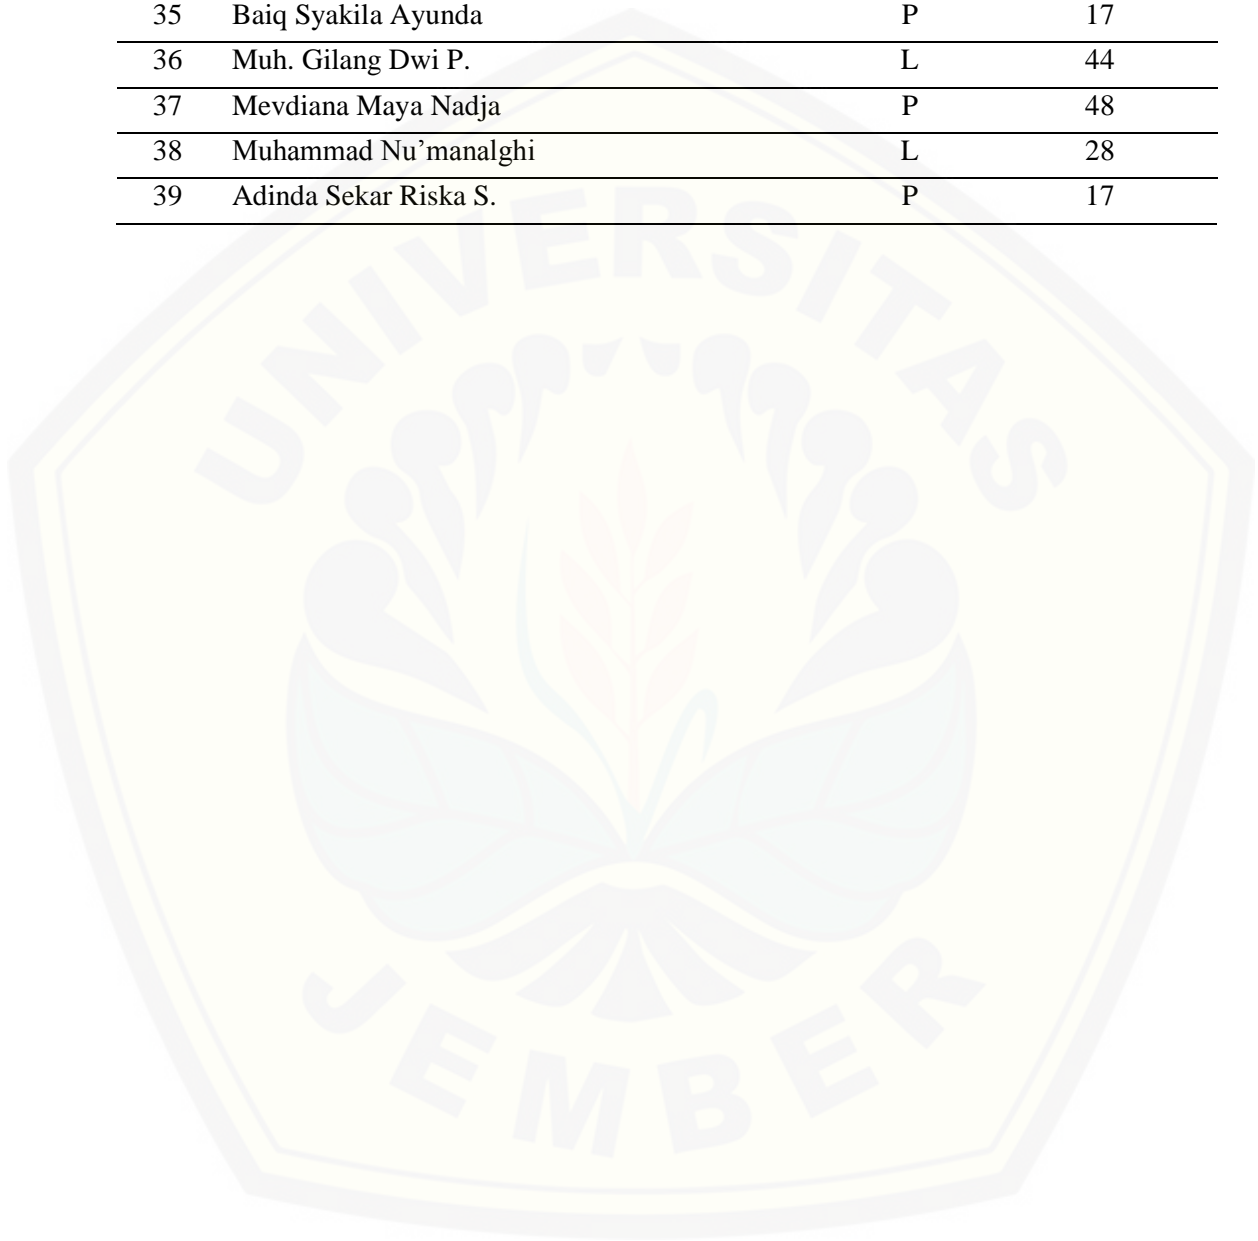 35 Baiq Syakila Ayunda P 17
36 Muh. Gilang Dwi P. L 44
37 Mevdiana Maya Nadja P 48
38 Muhammad Nu’manalghi L 28
39 Adinda Sekar Riska S. P 17
UNIVERSITAS
JEMBER